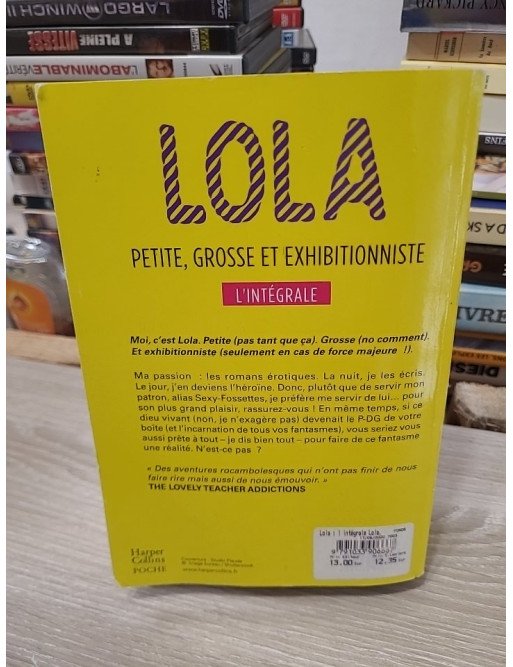 LARGO WINCH II
A PLEINE
VITESSE
L'ABOMINABLE VÉRITÉ
PICKARD
LOLA
PETITE, GROSSE ET EXHIBITIONNISTE
L'INTÉGRALE
Moi, c'est Lola. Petite (pas tant que ça). Grosse (no comment).
Et exhibitionniste (seulement en cas de force majeure !).
Ma passion : les romans érotiques. La nuit, je les écris.
Le jour, j'en deviens l'héroïne. Donc, plutôt que de servir mon
patron, alias Sexy-Fossettes, je préfère me servir de lui... pour
son plus grand plaisir, rassurez-vous ! En même temps, si ce
dieu vivant (non, je n'exagère pas) devenait le P-DG de votre
boîte (et l'incarnation de tous vos fantasmes), vous seriez vous
aussi prête à tout – je dis bien tout – pour faire de ce fantasme
une réalité. N'est-ce pas ?
« Des aventures rocambolesques qui n'ont pas finir de nous
faire rire mais aussi de nous émouvoir. »
THE LOVELY TEACHER ADDICTIONS
Lola : l'intégrale Lola,
Harper
Collins
POCHE
www.harpercollins.fr
13.00 Eur
12.35 Eur